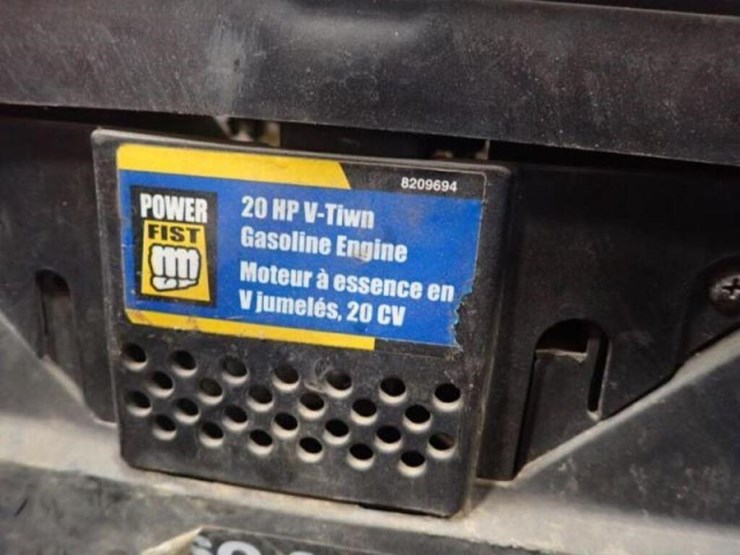 8209694
POWER
FIST
20 HP V-Tiwn
Gasoline Engine
Moteur à essence en
V jumelés, 20 CV